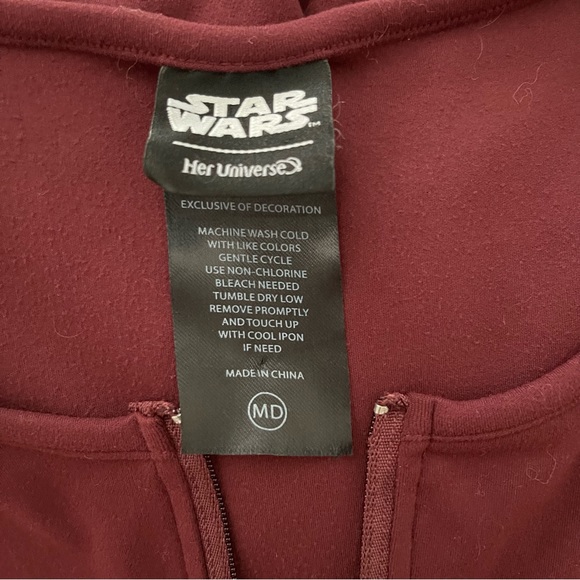 STAR
WARS™
Her Universe
EXCLUSIVE OF DECORATION
MACHINE WASH COLD
WITH LIKE COLORS
GENTLE CYCLE
USE NON-CHLORINE
BLEACH NEEDED
TUMBLE DRY LOW
REMOVE PROMPTLY
AND TOUCH UP
WITH COOL IPON
IF NEED
MADE IN CHINA
MD